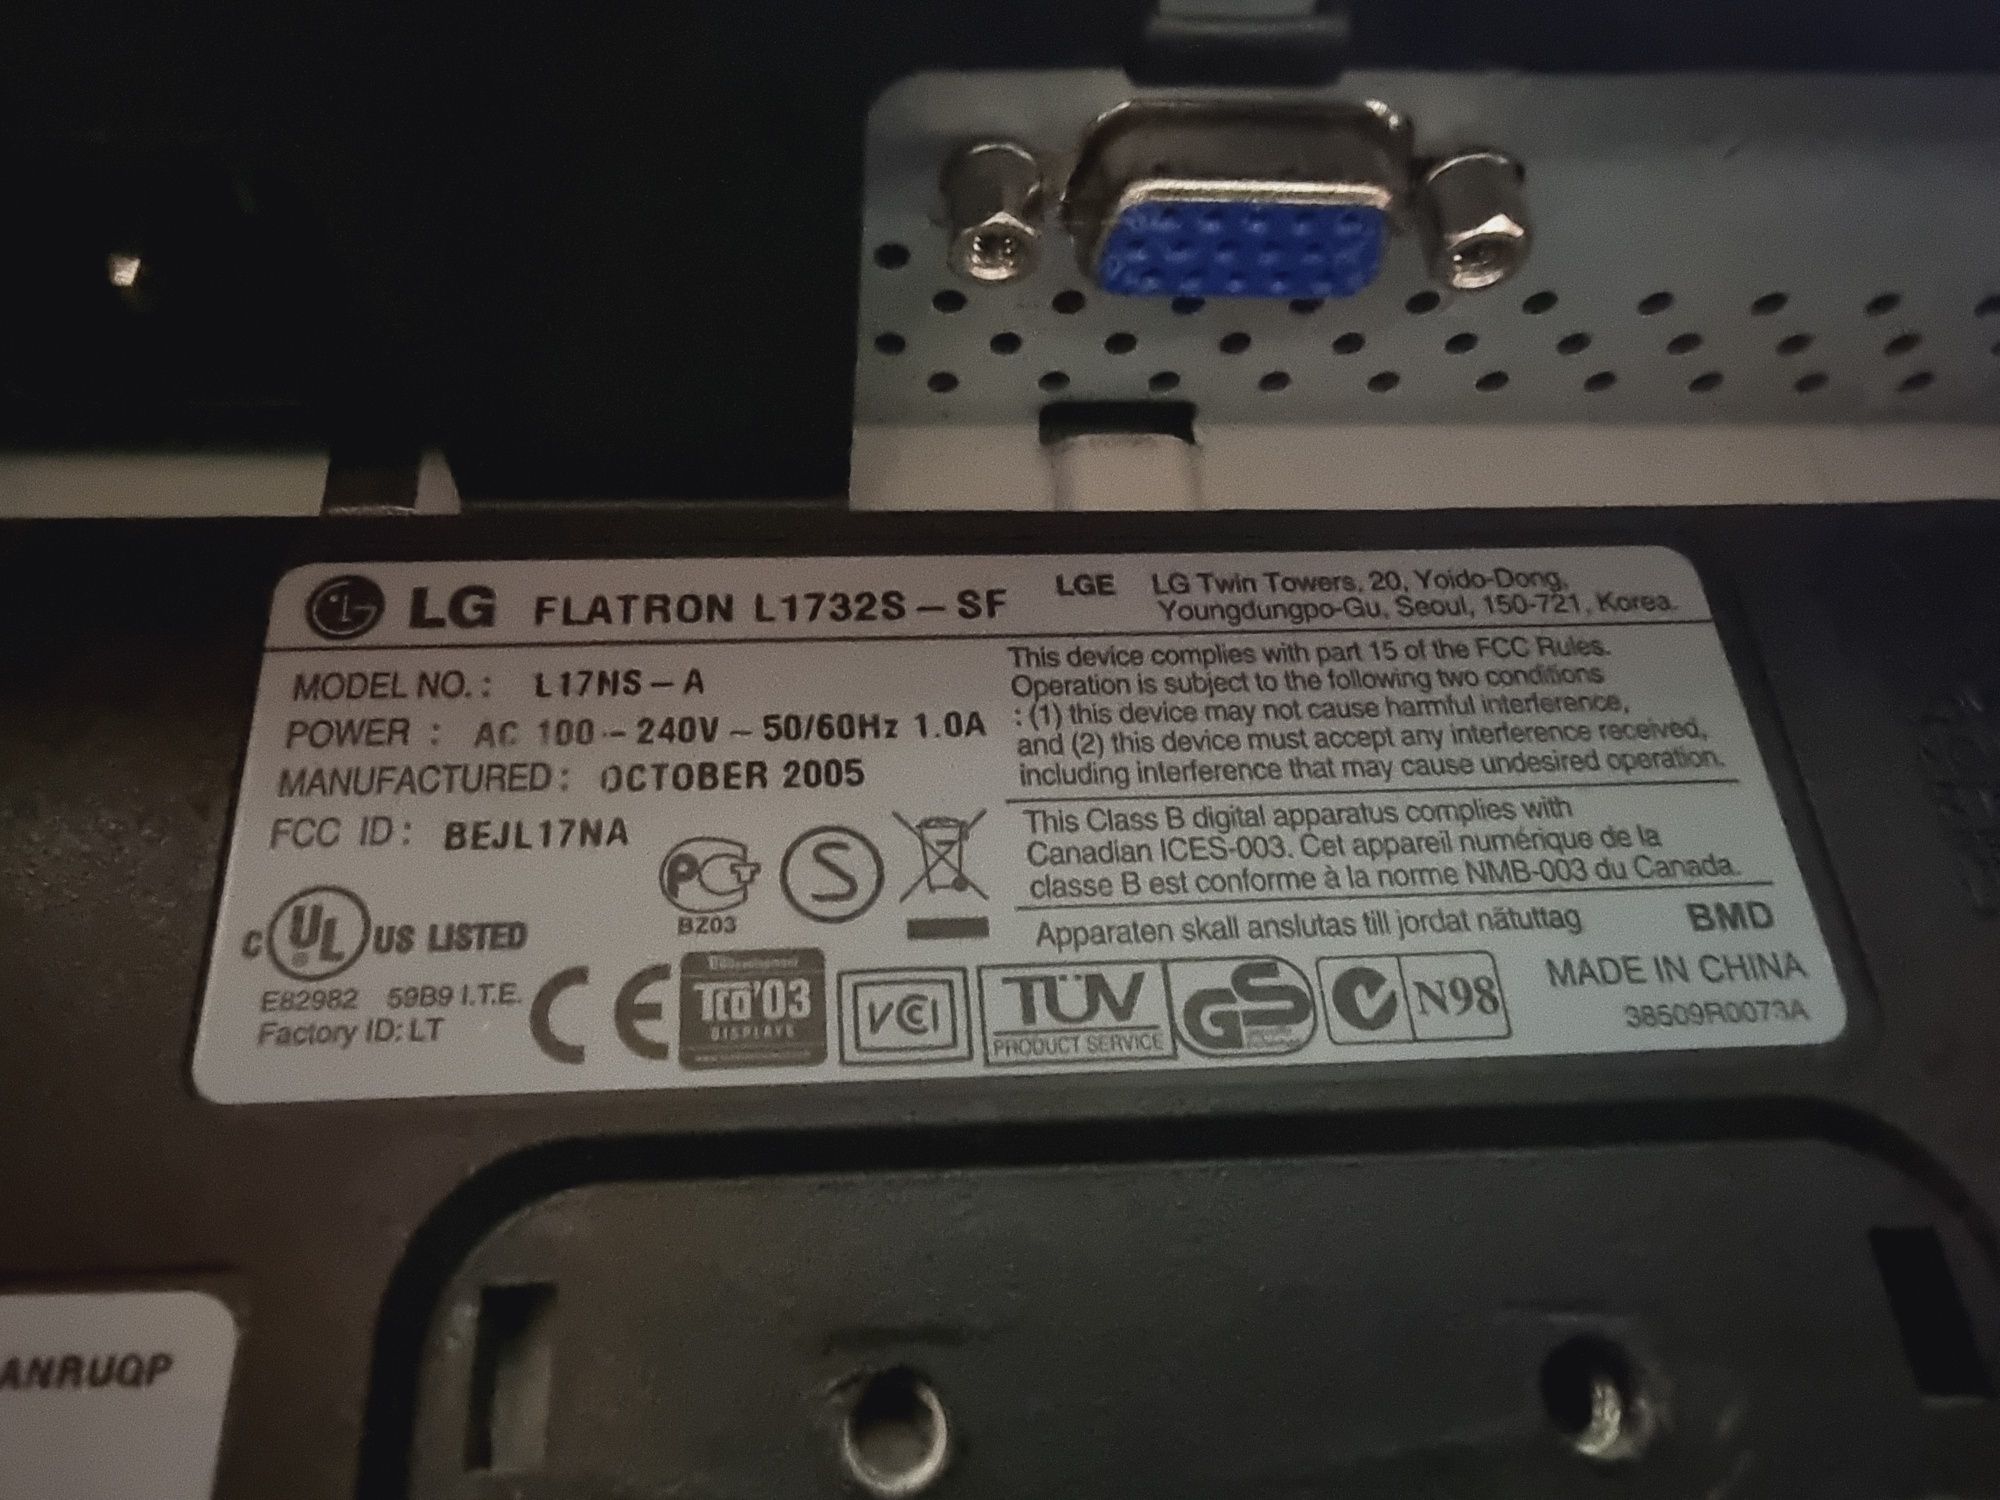 LG FLATRON L1732S – SF
LGE LG Twin Towers, 20, Yoido-Dong,
Youngdungpo-Gu, Seoul, 150-721, Korea.
MODEL NO. : L17NS – A
POWER : AC 100 – 240V ~ 50/60Hz 1.0A
MANUFACTURED : OCTOBER 2005
FCC ID : BEJL17NA
This device complies with part 15 of the FCC Rules.
Operation is subject to the following two conditions
: (1) this device may not cause harmful interference,
and (2) this device must accept any interference received,
including interference that may cause undesired operation.
This Class B digital apparatus complies with
Canadian ICES-003. Cet appareil numérique de la
classe B est conforme à la norme NMB-003 du Canada.
Apparaten skall anslutas till jordat nätuttag
BMD
MADE IN CHINA
38509R0073A
PCT
BZ03
S
C UL US LISTED
E82982 59B9 I.T.E.
Factory ID: LT
CE
TCO'03
DISPLAYS
VCCI
TÜV
PRODUCT SERVICE
GS
N98
ANRUQP